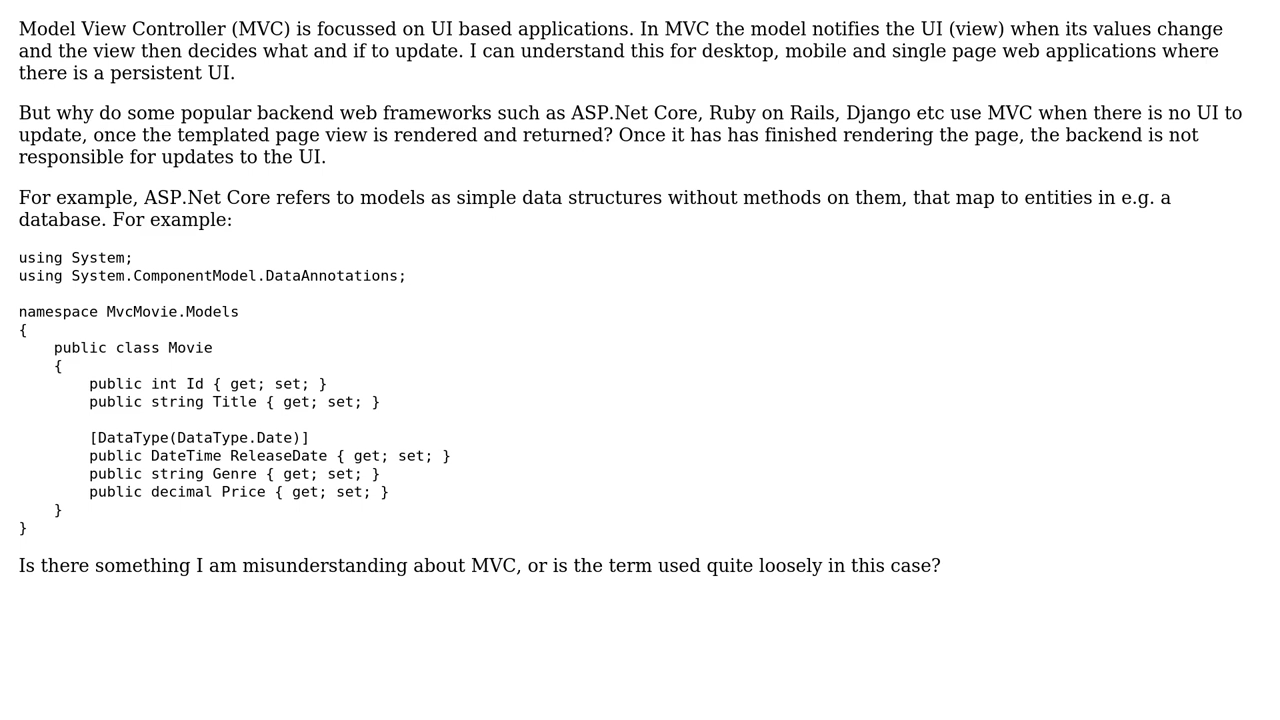 Model View Controller (MVC) is focussed on UI based applications. In MVC the model notifies the UI (view) when its values change
and the view then decides what and if to update. I can understand this for desktop, mobile and single page web applications where
there is a persistent UI.
But why do some popular backend web frameworks such as ASP.Net Core, Ruby on Rails, Django etc use MVC when there is no UI to
update, once the templated page view is rendered and returned? Once it has has finished rendering the page, the backend is not
responsible for updates to the UI.
For example, ASP.Net Core refers to models as simple data structures without methods on them, that map to entities in e.g. a
database. For example:
using System;
using System.ComponentModel.DataAnnotations;

namespace MvcMovie.Models
{
    public class Movie
    {
        public int Id { get; set; }
        public string Title { get; set; }

        [DataType(DataType.Date)]
        public DateTime ReleaseDate { get; set; }
        public string Genre { get; set; }
        public decimal Price { get; set; }
    }
}
Is there something I am misunderstanding about MVC, or is the term used quite loosely in this case?